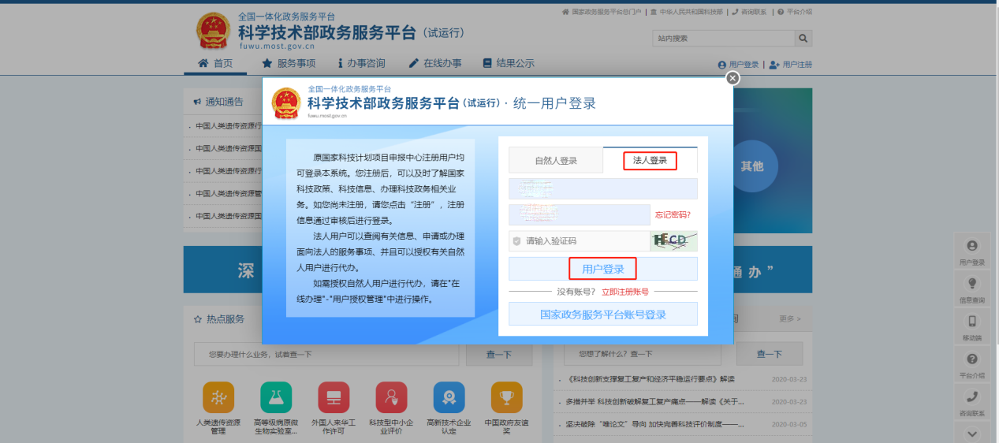 国家政务服务平台总门户 | 中华人民共和国科技部 | 咨询联系 | 平台介绍
全国一体化政务服务平台
科学技术部政务服务平台（试运行）
fuwu.most.gov.cn
站内搜索
首页 服务事项 办事咨询 在线办事 结果公示
用户登录 | 用户注册
通知通告
· 中国人类遗传资源行
· 中国人类遗传资源国
· 中国人类遗传资源行
· 中国人类遗传资源管
· 中国人类遗传资源国
全国一体化政务服务平台
科学技术部政务服务平台（试运行）· 统一用户登录
fuwu.most.gov.cn
原国家科技计划项目申报中心注册用户均
可登录本系统。您注册后，可以及时了解国家
科技政策、科技信息、办理科技政务相关业
务。如您尚未注册，请您点击“注册”，注册
信息通过审核后进行登录。
法人用户可以查阅有关信息、申请或办理
面向法人的服务事项、并且可以授权有关自然
人用户进行代办。
如需授权自然人用户进行代办，请在"在
线办理"-"用户授权管理"中进行操作。
自然人登录 法人登录
忘记密码?
请输入验证码 HECD
用户登录
没有账号? 立即注册账号
国家政务服务平台账号登录
其他
深
通办”
热点服务
您要办理什么业务，试着查一下 查一下
人类遗传资源
管理
高等级病原微
生物实验室...
外国人来华工
作许可
科技型中小企
业评价
高新技术企业
认定
中国政府友谊
奖
更多 >
您想了解什么？查一下 查一下
· 《科技创新支撑复工复产和经济平稳运行要点》解读 2020-03-23
· 多措并举 科技创新破解复工复产痛点——解读《关于... 2020-03-23
· 坚决破除“唯论文”导向 加快完善科技评价制度——... 2020-03-05
用户登录
信息查询
移动端
平台介绍
咨询联系